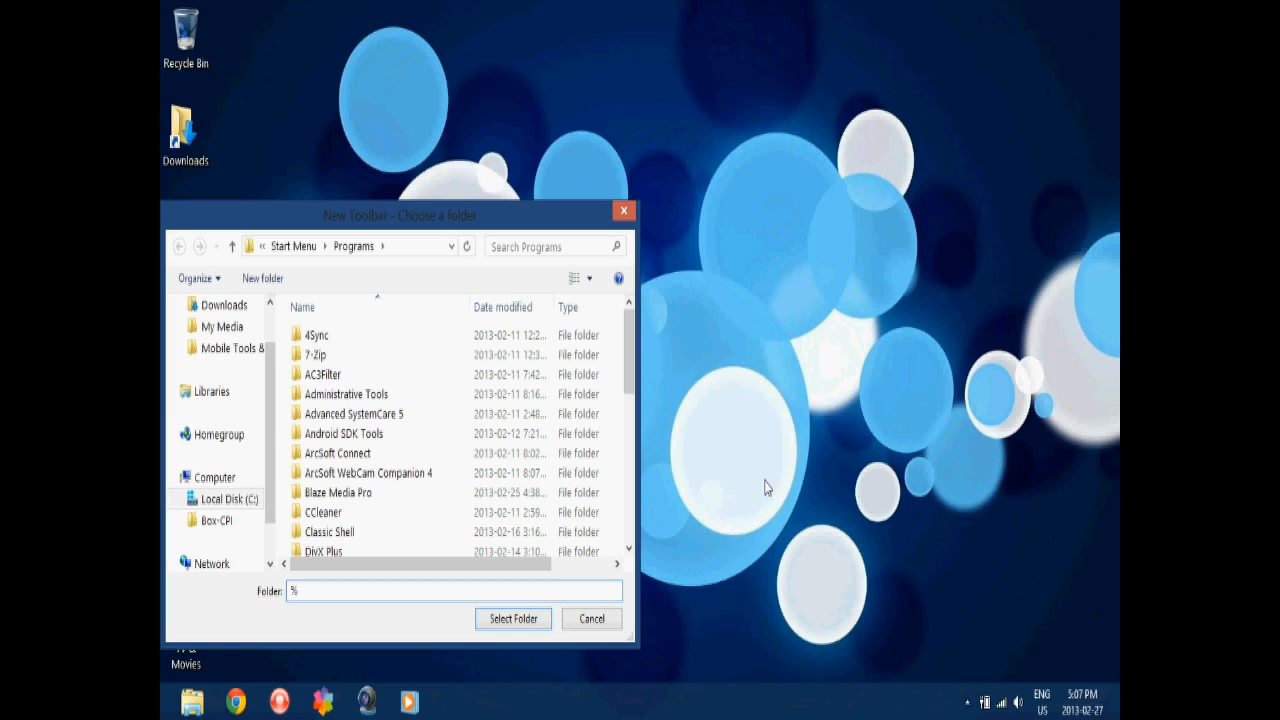 Recycle Bin
Downloads
New Toolbar - Choose a folder
« Start Menu Programs
Search Programs
Organize New folder
Name Date modified Type
Downloads
My Media
Mobile Tools &
Libraries
Homegroup
Computer
Local Disk (C:)
Box-CPI
Network
4Sync 2013-02-11 12:2... File folder
7-Zip 2013-02-11 12:3... File folder
AC3Filter 2013-02-11 7:42... File folder
Administrative Tools 2013-02-11 8:16... File folder
Advanced SystemCare 5 2013-02-11 2:48... File folder
Android SDK Tools 2013-02-12 7:21... File folder
ArcSoft Connect 2013-02-11 8:02... File folder
ArcSoft WebCam Companion 4 2013-02-11 8:07... File folder
Blaze Media Pro 2013-02-25 4:38... File folder
CCleaner 2013-02-11 2:59... File folder
Classic Shell 2013-02-16 3:16... File folder
DivX Plus 2013-02-14 3:10... File folder
Folder: %
Select Folder Cancel
Movies
ENG 5:07 PM
US 2013-02-27